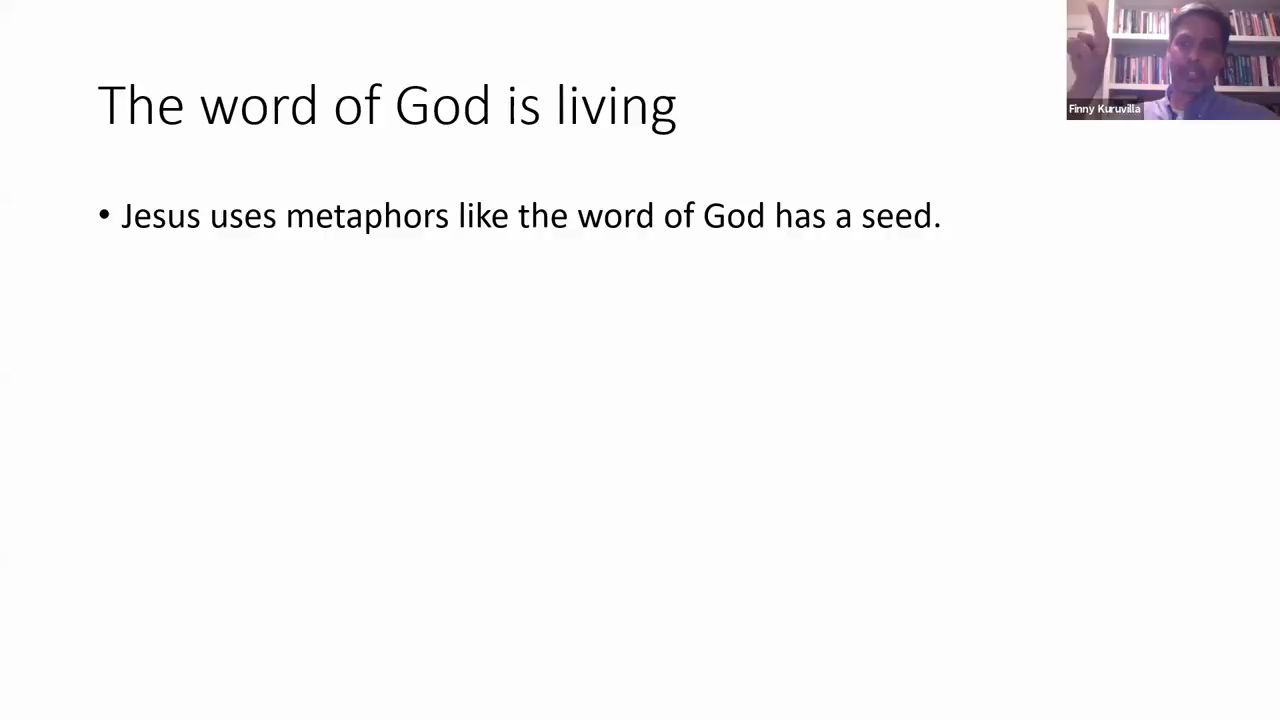 The word of God is living
• Jesus uses metaphors like the word of God has a seed.
Finny Kuruvilla